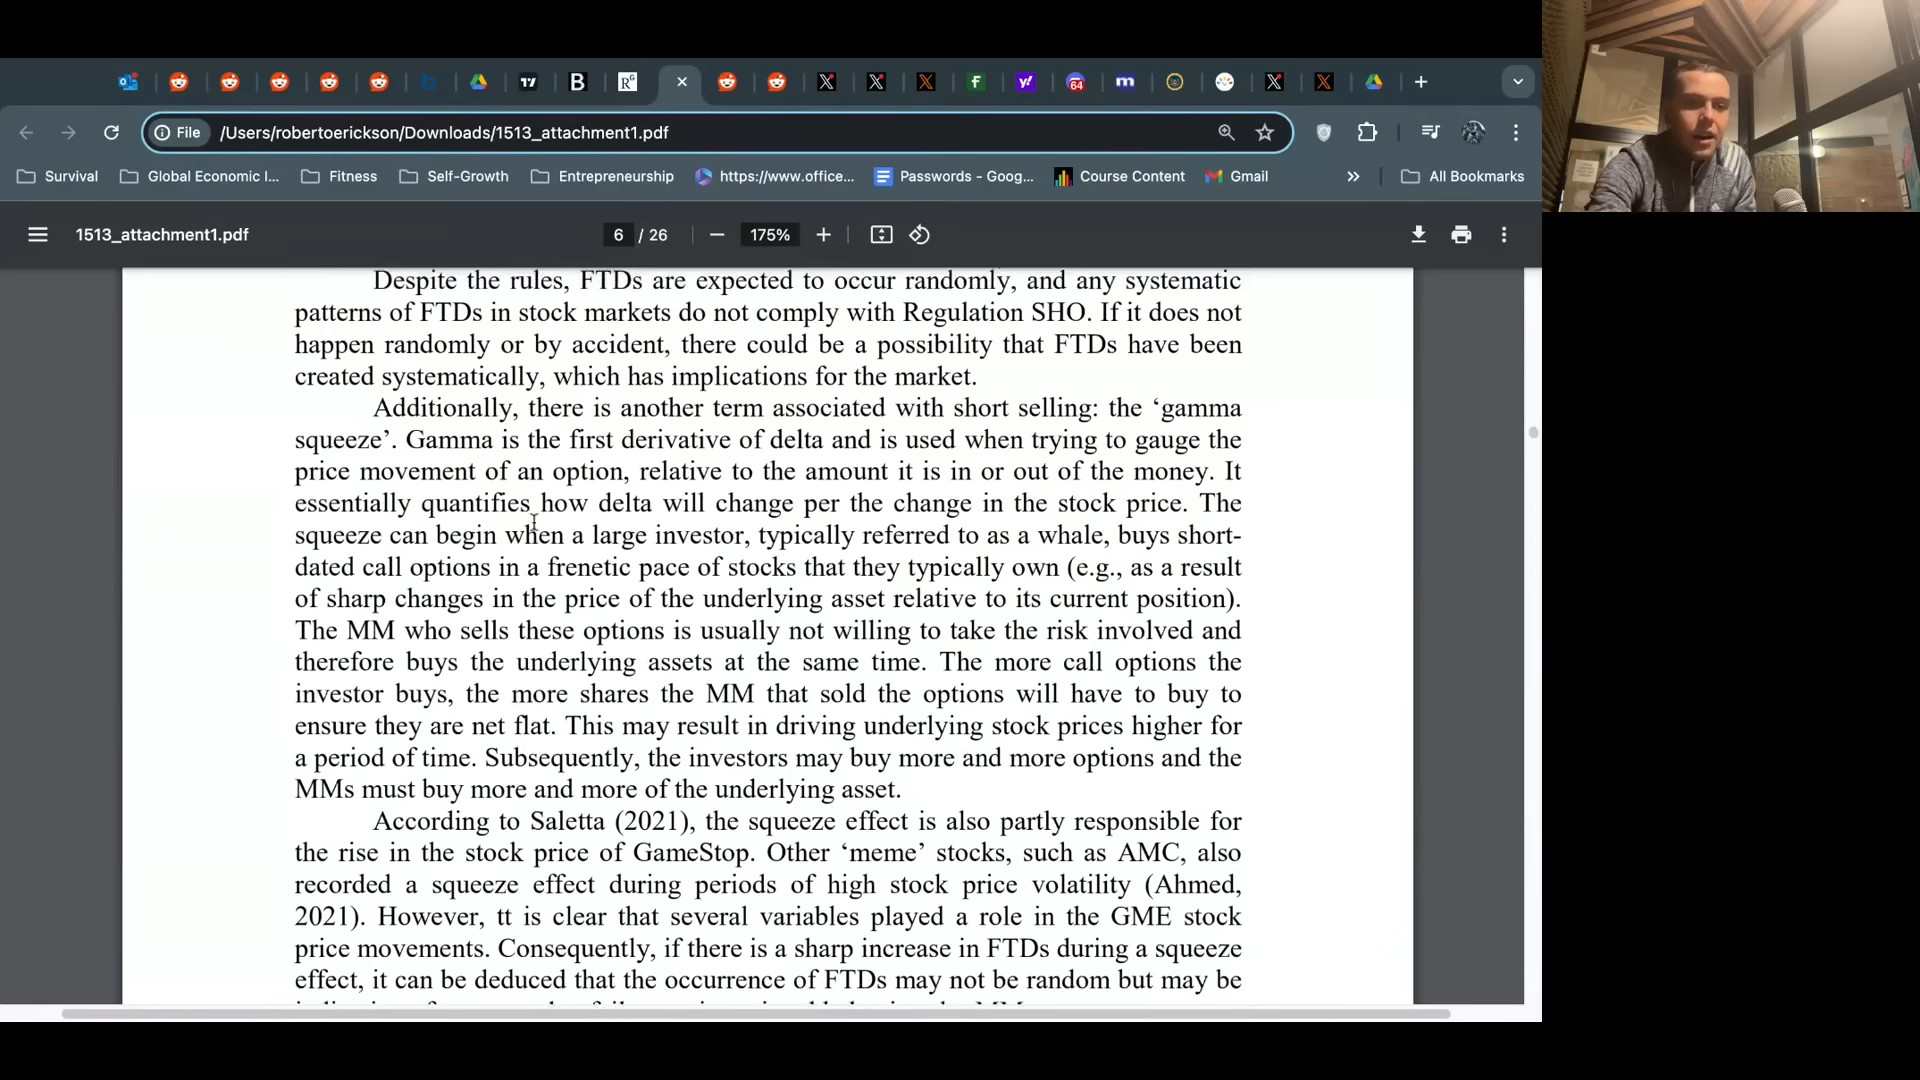 64
File /Users/robertoerickson/Downloads/1513_attachment1.pdf
Survival Global Economic I... Fitness Self-Growth Entrepreneurship https://www.office... Passwords - Goog... Course Content Gmail » All Bookmarks
1513_attachment1.pdf 6 / 26 175%
Despite the rules, FTDs are expected to occur randomly, and any systematic
patterns of FTDs in stock markets do not comply with Regulation SHO. If it does not
happen randomly or by accident, there could be a possibility that FTDs have been
created systematically, which has implications for the market.
Additionally, there is another term associated with short selling: the ‘gamma
squeeze’. Gamma is the first derivative of delta and is used when trying to gauge the
price movement of an option, relative to the amount it is in or out of the money. It
essentially quantifies how delta will change per the change in the stock price. The
squeeze can begin when a large investor, typically referred to as a whale, buys short-
dated call options in a frenetic pace of stocks that they typically own (e.g., as a result
of sharp changes in the price of the underlying asset relative to its current position).
The MM who sells these options is usually not willing to take the risk involved and
therefore buys the underlying assets at the same time. The more call options the
investor buys, the more shares the MM that sold the options will have to buy to
ensure they are net flat. This may result in driving underlying stock prices higher for
a period of time. Subsequently, the investors may buy more and more options and the
MMs must buy more and more of the underlying asset.
According to Saletta (2021), the squeeze effect is also partly responsible for
the rise in the stock price of GameStop. Other ‘meme’ stocks, such as AMC, also
recorded a squeeze effect during periods of high stock price volatility (Ahmed,
2021). However, tt is clear that several variables played a role in the GME stock
price movements. Consequently, if there is a sharp increase in FTDs during a squeeze
effect, it can be deduced that the occurrence of FTDs may not be random but may be